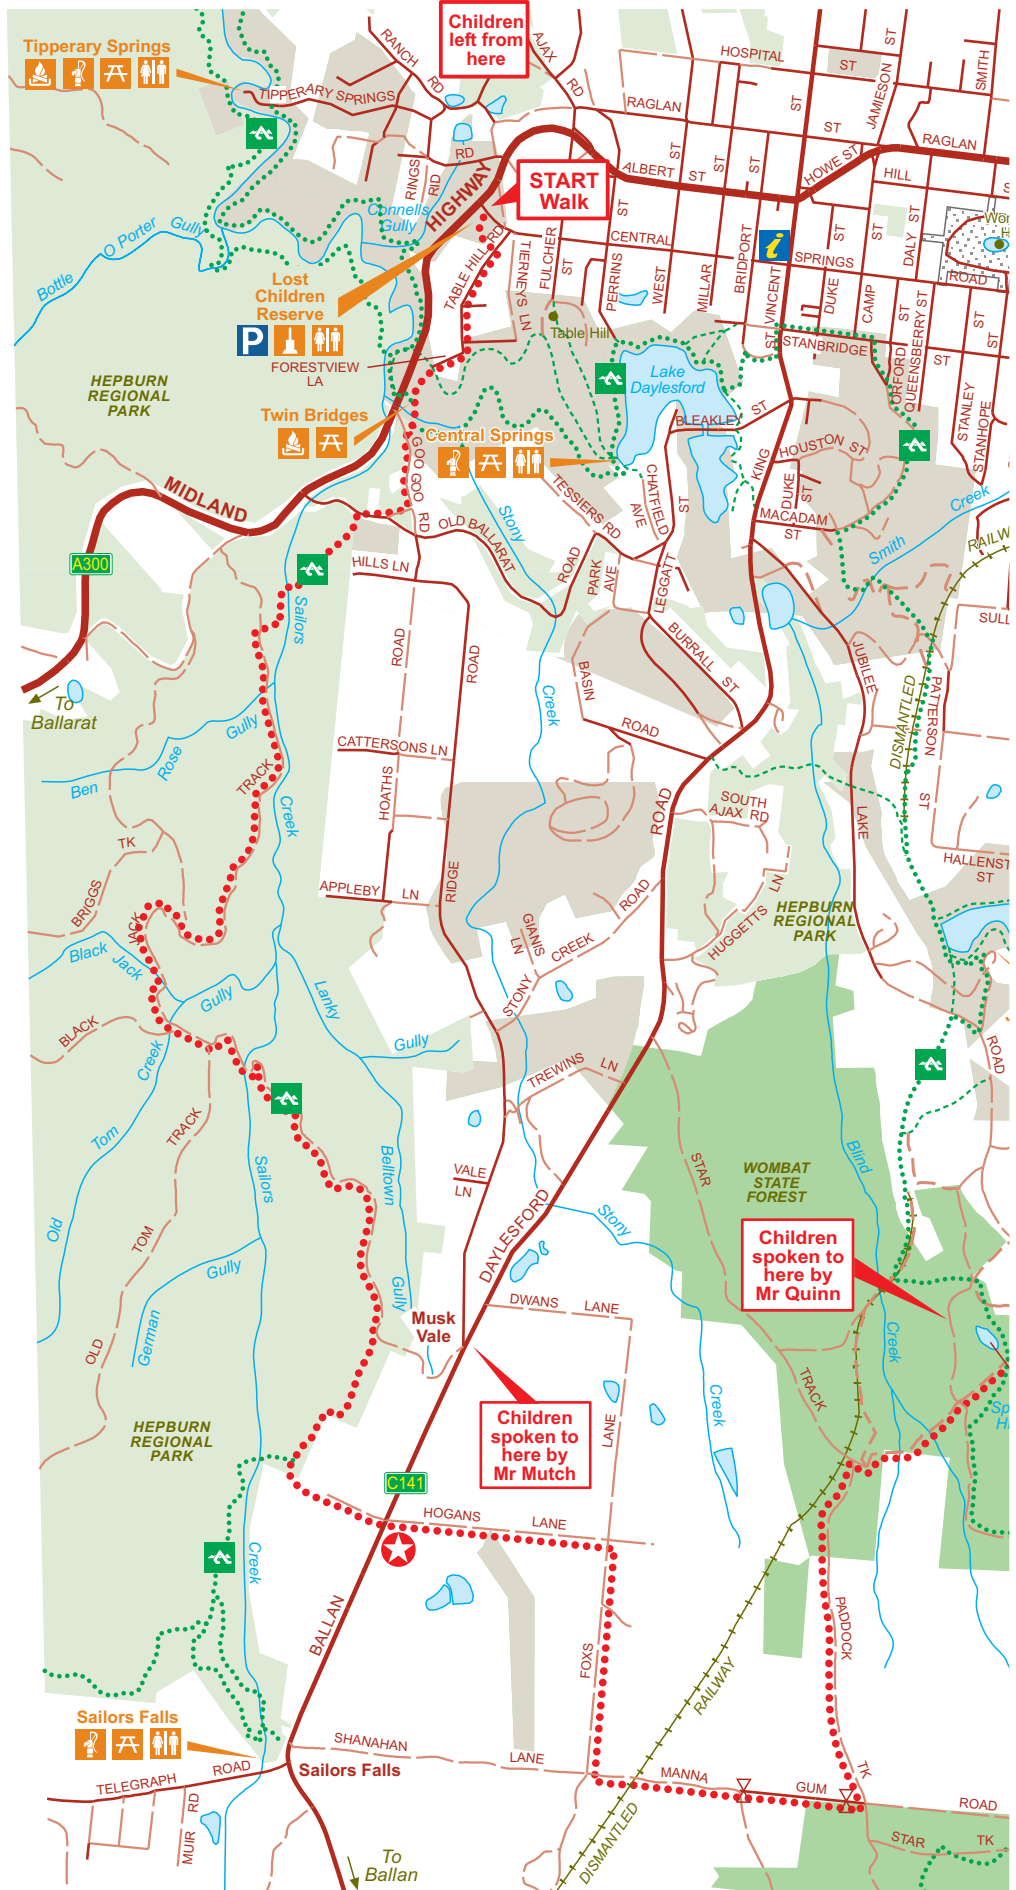 Children
left from
here
Tipperary Springs
RANCH
RD
AJAX
RD
HOSPITAL
ST
ST
JAMIESON
SMITH
TIPPERARY SPRINGS
RAGLAN
ST
ST
RAGLAN
RD
RINGS
RID
HIGHWAY
START
Walk
ALBERT
ST
ST
ST
ST
HOWE ST
HILL
Connells
Gully
O Porter
Gully
Bottle
TABLE HILL
RD
TIERNEYS LN
FULCHER
ST
ST
CENTRAL
SPRINGS
ROAD
PERRINS
WEST
MILLAR
BRIDPORT
VINCENT
ST
DUKE
ST
CAMP
ST
DALY ST
Lost
Children
Reserve
P
i
FORESTVIEW
LA
Table Hill
Lake
Daylesford
STANBRIDGE
ST
ORFORD
ST
QUEENSBERRY ST
ST
ST
STANLEY
STANHOPE
HEPBURN
REGIONAL
PARK
Twin Bridges
Central Springs
BLEAKLEY
ST
HOUSTON ST
KING
DUKE
ST
MACADAM
ST
Smith
Creek
MIDLAND
GOO GOO RD
OLD BALLARAT
ROAD
Stony
TESSIERS RD
CHATFIELD
AVE
ST
LEGGATT
PARK
AVE
A300
HILLS LN
Sailors
ROAD
ROAD
BURRALL
ST
BASIN
ROAD
JUBILEE
DISMANTLED
PATTERSON
ST
To
Ballarat
Creek
Ben
Rose
Gully
TRACK
Creek
CATTERSONS LN
HOATHS
ROAD
SOUTH
AJAX RD
LAKE
TK
BRIGGS
APPLEBY
LN
RIDGE
GIANIS
LN
ROAD
CREEK
STONY
HUGGETTS
LN
HEPBURN
REGIONAL
PARK
ROAD
Black
Jack
Gully
JACK
BLACK
Lanky
Gully
Creek
TREWINS
LN
Tom
Old
TRACK
TOM
OLD
Sailors
Gully
German
Belltown
Gully
VALE
LN
DAYLESFORD
Stony
STAR
WOMBAT
STATE
FOREST
Blind
Creek
Children
spoken to
here by
Mr Quinn
Musk
Vale
DWANS
LANE
TRACK
Children
spoken to
here by
Mr Mutch
LANE
Creek
HEPBURN
REGIONAL
PARK
C141
HOGANS
LANE
Creek
BALLAN
FOXS
PADDOCK
TK
RAILWAY
DISMANTLED
Sailors Falls
SHANAHAN
LANE
Sailors Falls
MANNA
GUM
ROAD
TELEGRAPH
ROAD
MUIR
RD
STAR
TK
To
Ballan